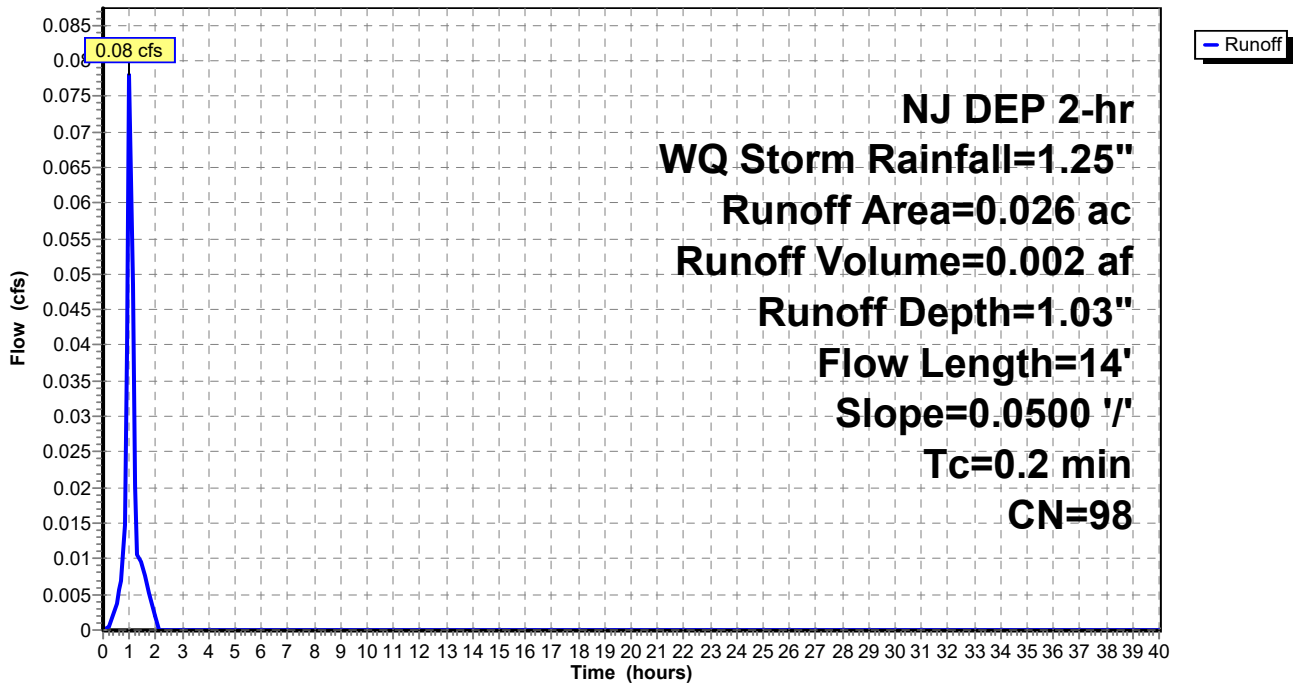 0.085
0.08
0.075
0.07
0.065
0.06
0.055
0.05
0.045
0.04
0.035
0.03
0.025
0.02
0.015
0.01
0.005
0
Flow (cfs)
0.08 cfs
Runoff
NJ DEP 2-hr
WQ Storm Rainfall=1.25"
Runoff Area=0.026 ac
Runoff Volume=0.002 af
Runoff Depth=1.03"
Flow Length=14'
Slope=0.0500 '/'
Tc=0.2 min
CN=98
0 1 2 3 4 5 6 7 8 9 10 11 12 13 14 15 16 17 18 19 20 21 22 23 24 25 26 27 28 29 30 31 32 33 34 35 36 37 38 39 40
Time (hours)